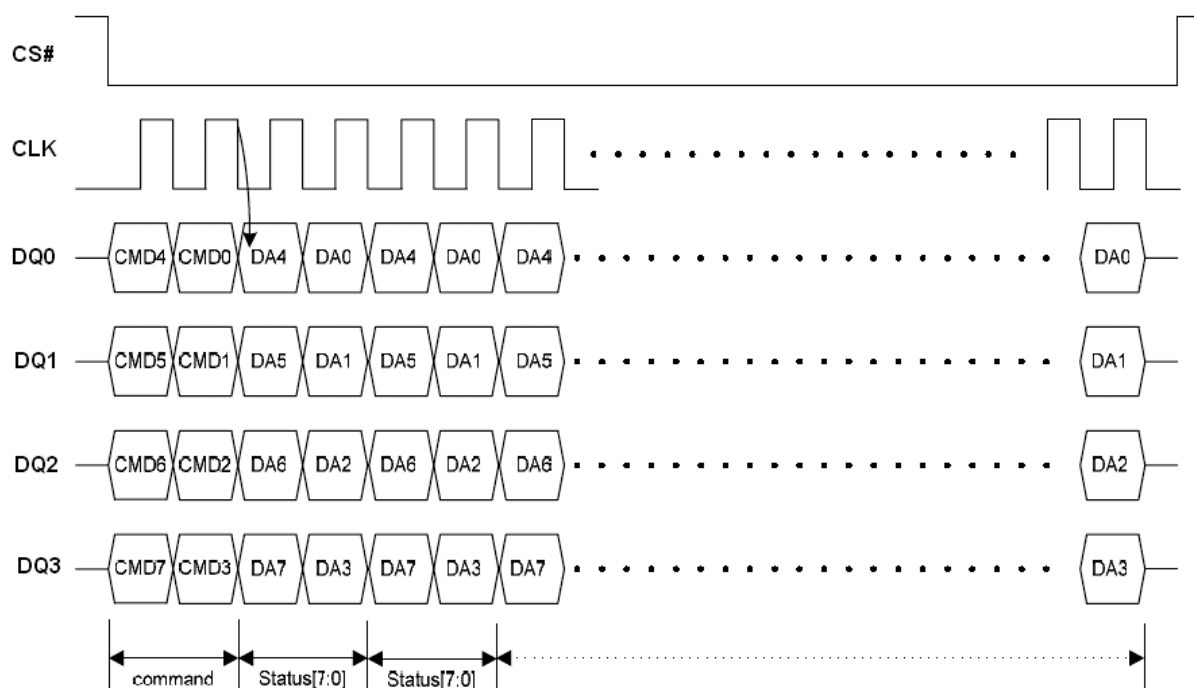 CS#
CLK
DQ0 CMD4 CMD0 DA4 DA0 DA4 DA0 DA4 DA0
DQ1 CMD5 CMD1 DA5 DA1 DA5 DA1 DA5 DA1
DQ2 CMD6 CMD2 DA6 DA2 DA6 DA2 DA6 DA2
DQ3 CMD7 CMD3 DA7 DA3 DA7 DA3 DA7 DA3
command Status[7:0] Status[7:0]